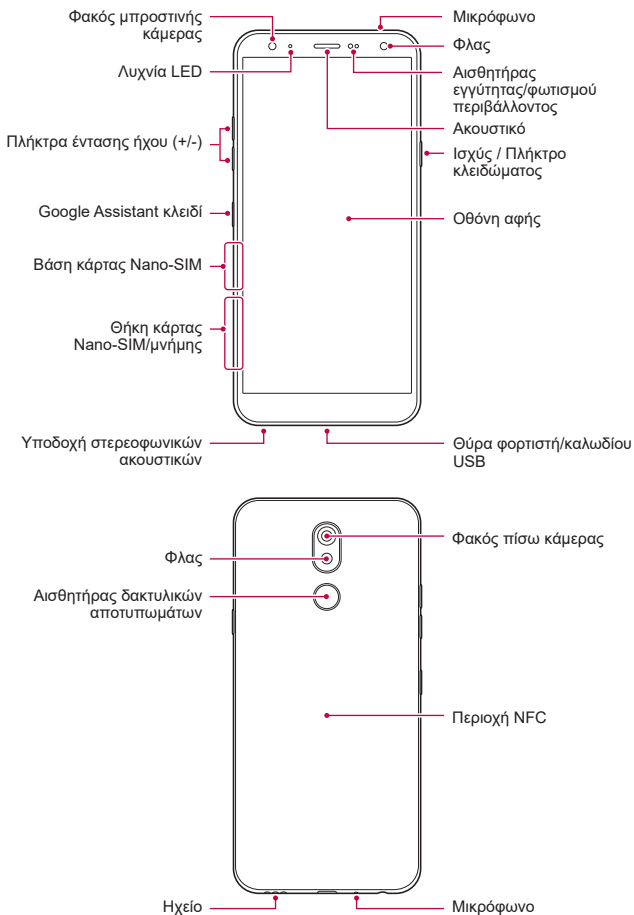 Φακός μπροστινής
κάμερας
Λυχνία LED
Πλήκτρα έντασης ήχου (+/-)
Google Assistant κλειδί
Βάση κάρτας Nano-SIM
Θήκη κάρτας
Nano-SIM/μνήμης
Υποδοχή στερεοφωνικών
ακουστικών
Μικρόφωνο
Φλας
Αισθητήρας
εγγύτητας/φωτισμού
περιβάλλοντος
Ακουστικό
Ισχύς / Πλήκτρο
κλειδώματος
Οθόνη αφής
Θύρα φορτιστή/καλωδίου
USB
Φλας
Αισθητήρας δακτυλικών
αποτυπωμάτων
Ηχείο
Φακός πίσω κάμερας
Περιοχή NFC
Μικρόφωνο